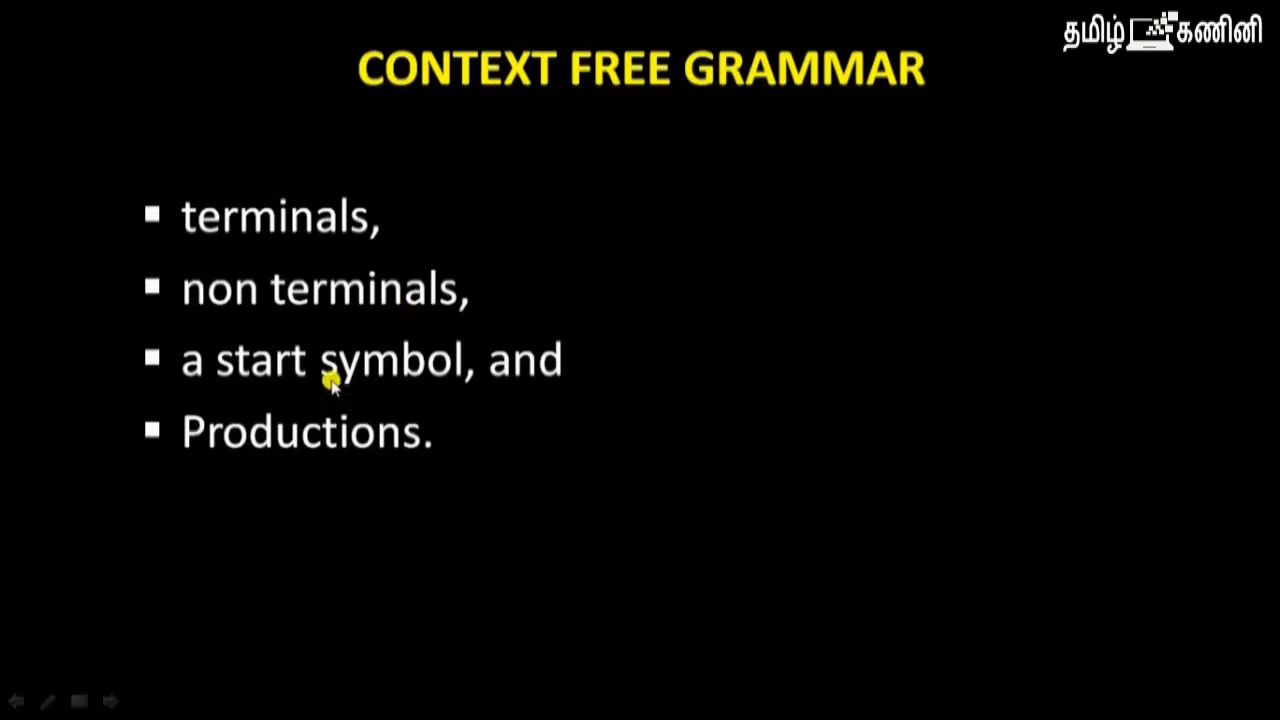 தமிழ் கணினி
CONTEXT FREE GRAMMAR
terminals,
non terminals,
a start symbol, and
Productions.